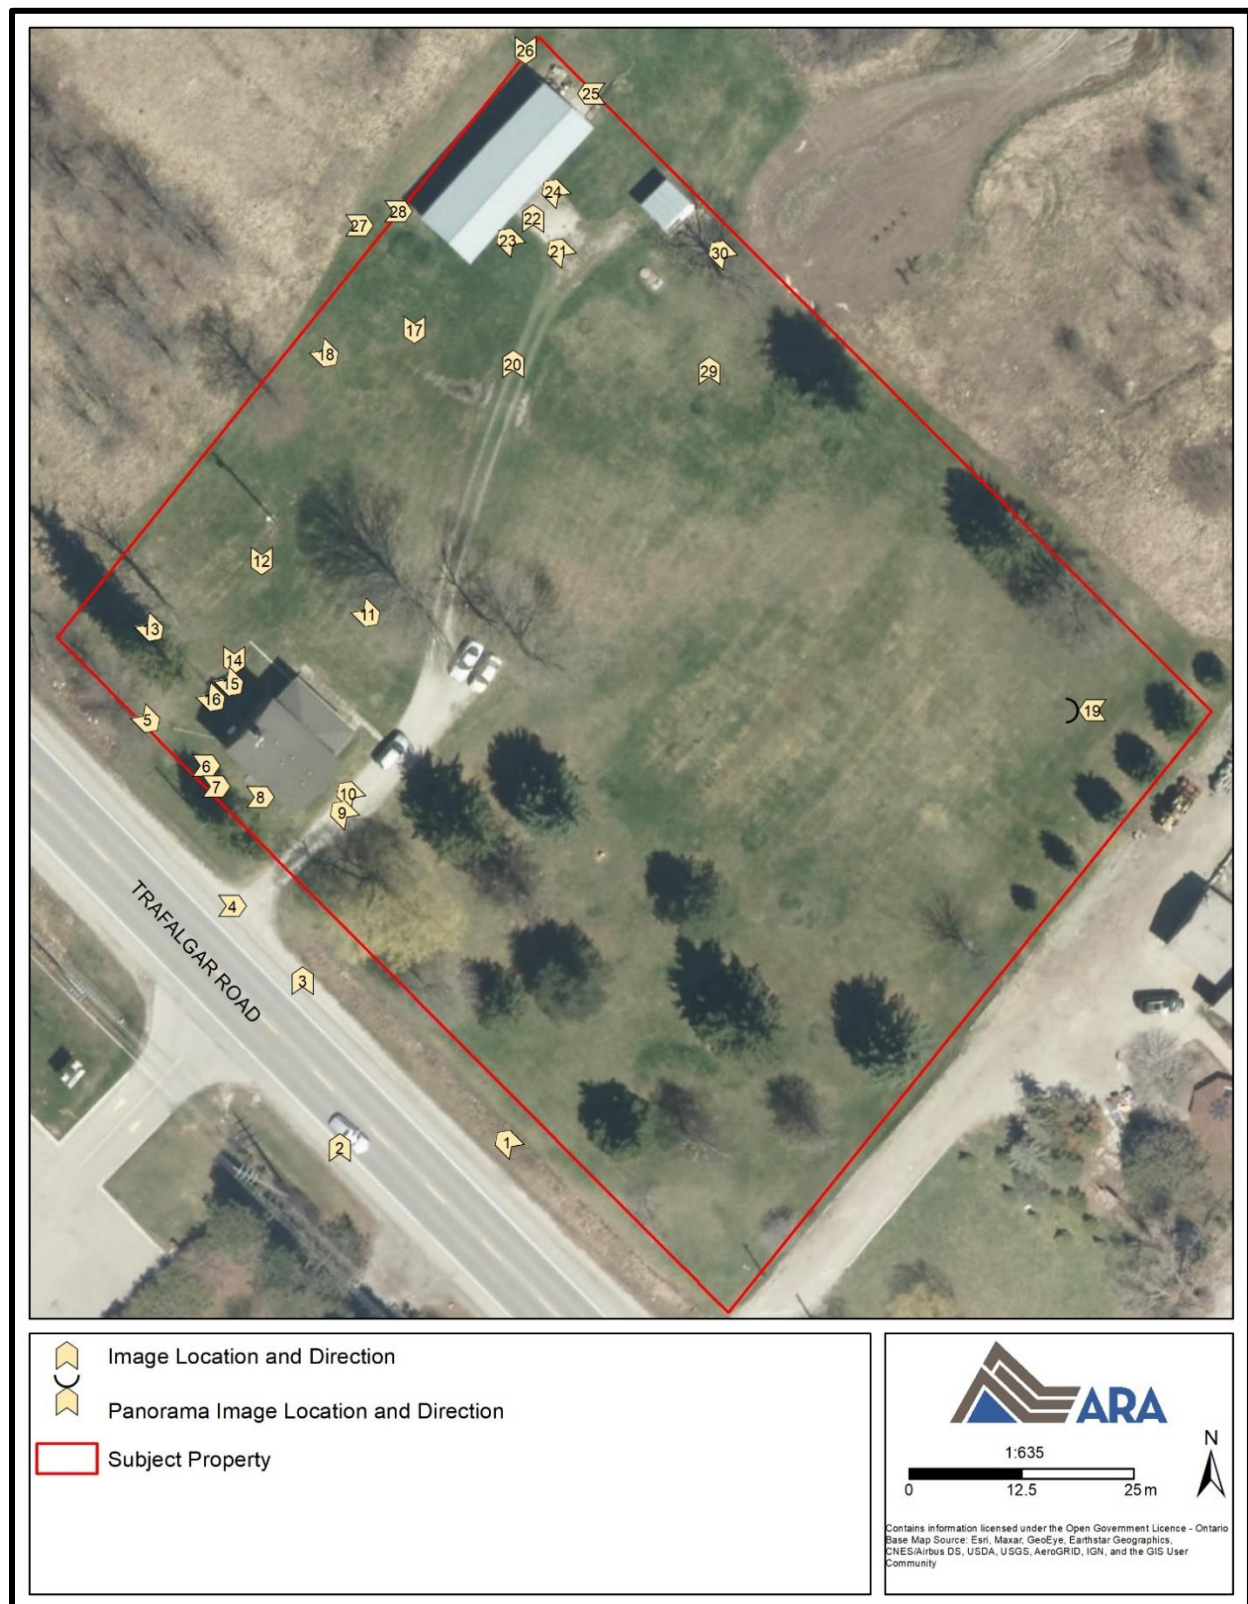 26
25
24
28
22
27
23
21
30
17
18
20
29
12
11
13
14
15
16
19
5
6
7
8
10
9
4
TRAFALGAR ROAD
3
1
2
Image Location and Direction
Panorama Image Location and Direction
Subject Property
ARA
N
1:635
0 12.5 25 m
Contains information licensed under the Open Government Licence - Ontario
Base Map Source: Esri, Maxar, GeoEye, Earthstar Geographics,
CNES/Airbus DS, USDA, USGS, AeroGRID, IGN, and the GIS User
Community